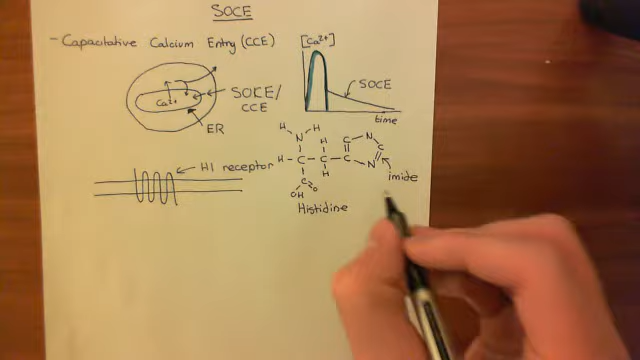 SOCE
- Capacitative Calcium Entry (CCE)
[Ca2+]
Ca2+
SOCE/
CCE
ER
SOCE
time
H1 receptor
H H
N
H - C - C - C
H
H
C N
C
N
C
OH O
imide
Histidine